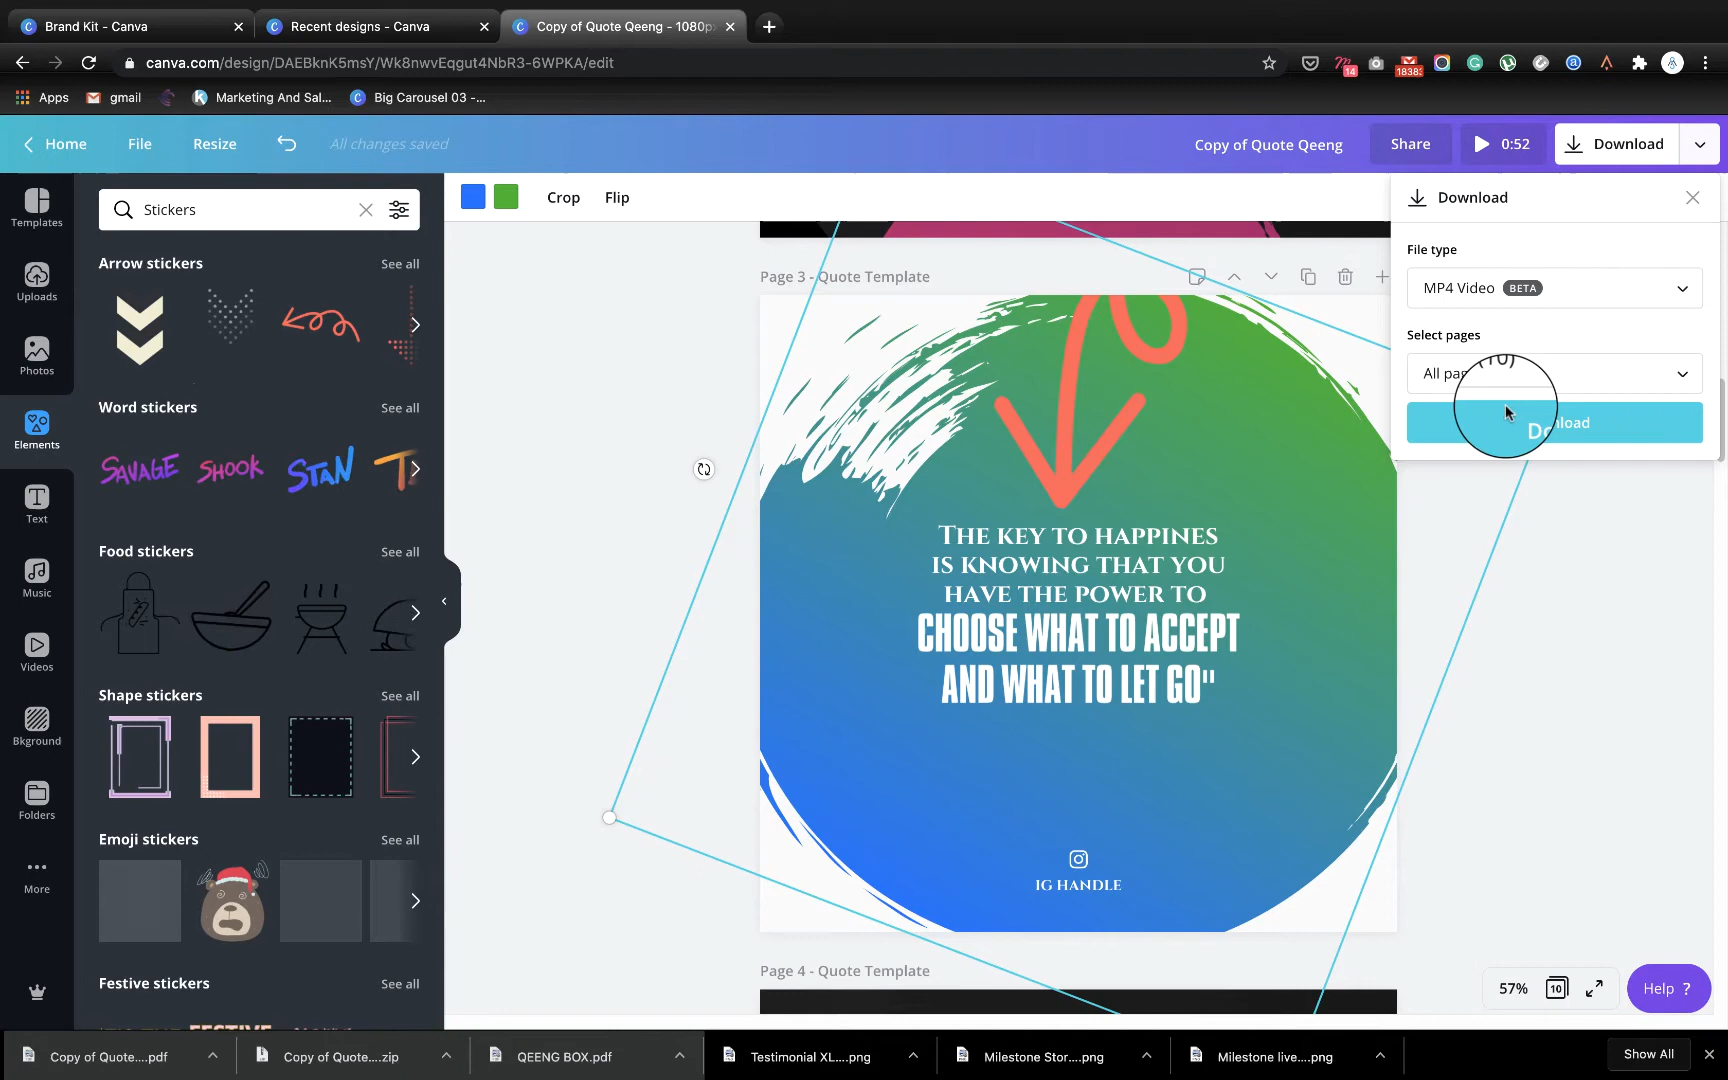 Brand Kit - Canva
Recent designs - Canva
Copy of Quote Qeeng - 1080p
canva.com/design/DAEBknK5msY/Wk8nwvEqgut4NbR3-6WPKA/edit
14
1838
Apps
gmail
Marketing And Sal...
Big Carousel 03 -...
Home
File
Resize
All changes saved
Copy of Quote Qeeng
Share
0:52
Download
Templates
Uploads
Photos
Elements
Text
Music
Videos
Bkground
Folders
More
Stickers
Arrow stickers
See all
Word stickers
See all
SAVAGE
SHOOK
STAN
Food stickers
See all
Shape stickers
See all
Emoji stickers
See all
Festive stickers
See all
FESTIVE
Crop
Flip
Page 3 - Quote Template
The key to happines
is knowing that you
have the power to
CHOOSE WHAT TO ACCEPT
AND WHAT TO LET GO"
IG HANDLE
Page 4 - Quote Template
Download
File type
MP4 Video BETA
Select pages
All pages (10)
Download
57%
10
Help ?
Copy of Quote....pdf
Copy of Quote....zip
QEENG BOX.pdf
Testimonial XL....png
Milestone Stor....png
Milestone live....png
Show All